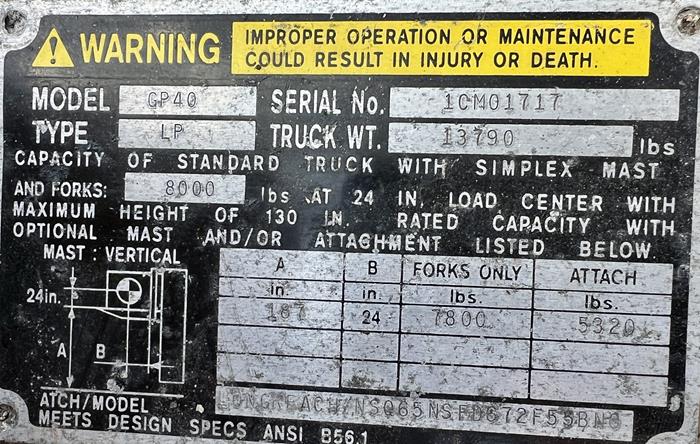 WARNING IMPROPER OPERATION OR MAINTENANCE
COULD RESULT IN INJURY OR DEATH.
MODEL GP40 SERIAL No. 1CM01717
TYPE LP TRUCK WT. 13790 lbs
CAPACITY OF STANDARD TRUCK WITH SIMPLEX MAST
AND FORKS: 8000 lbs AT 24 IN. LOAD CENTER WITH
MAXIMUM HEIGHT OF 130 IN. RATED CAPACITY WITH
OPTIONAL MAST AND/OR ATTACHMENT LISTED BELOW.
MAST : VERTICAL
A B FORKS ONLY ATTACH
in. in. lbs. lbs.
187 24 7800 5320
24in.
A
B
ATCH/MODEL
MEETS DESIGN SPECS ANSI B56.1